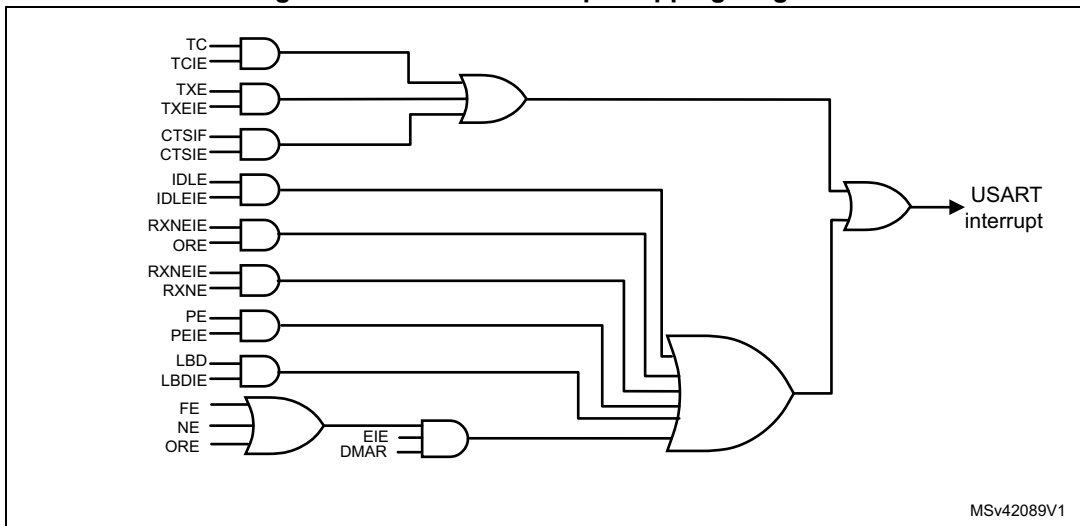 TC
TCIE
TXE
TXEIE
CTSIF
CTSIE
IDLE
IDLEIE
RXNEIE
ORE
RXNEIE
RXNE
PE
PEIE
LBD
LBDIE
FE
NE
ORE
EIE
DMAR
USART
interrupt
MSv42089V1